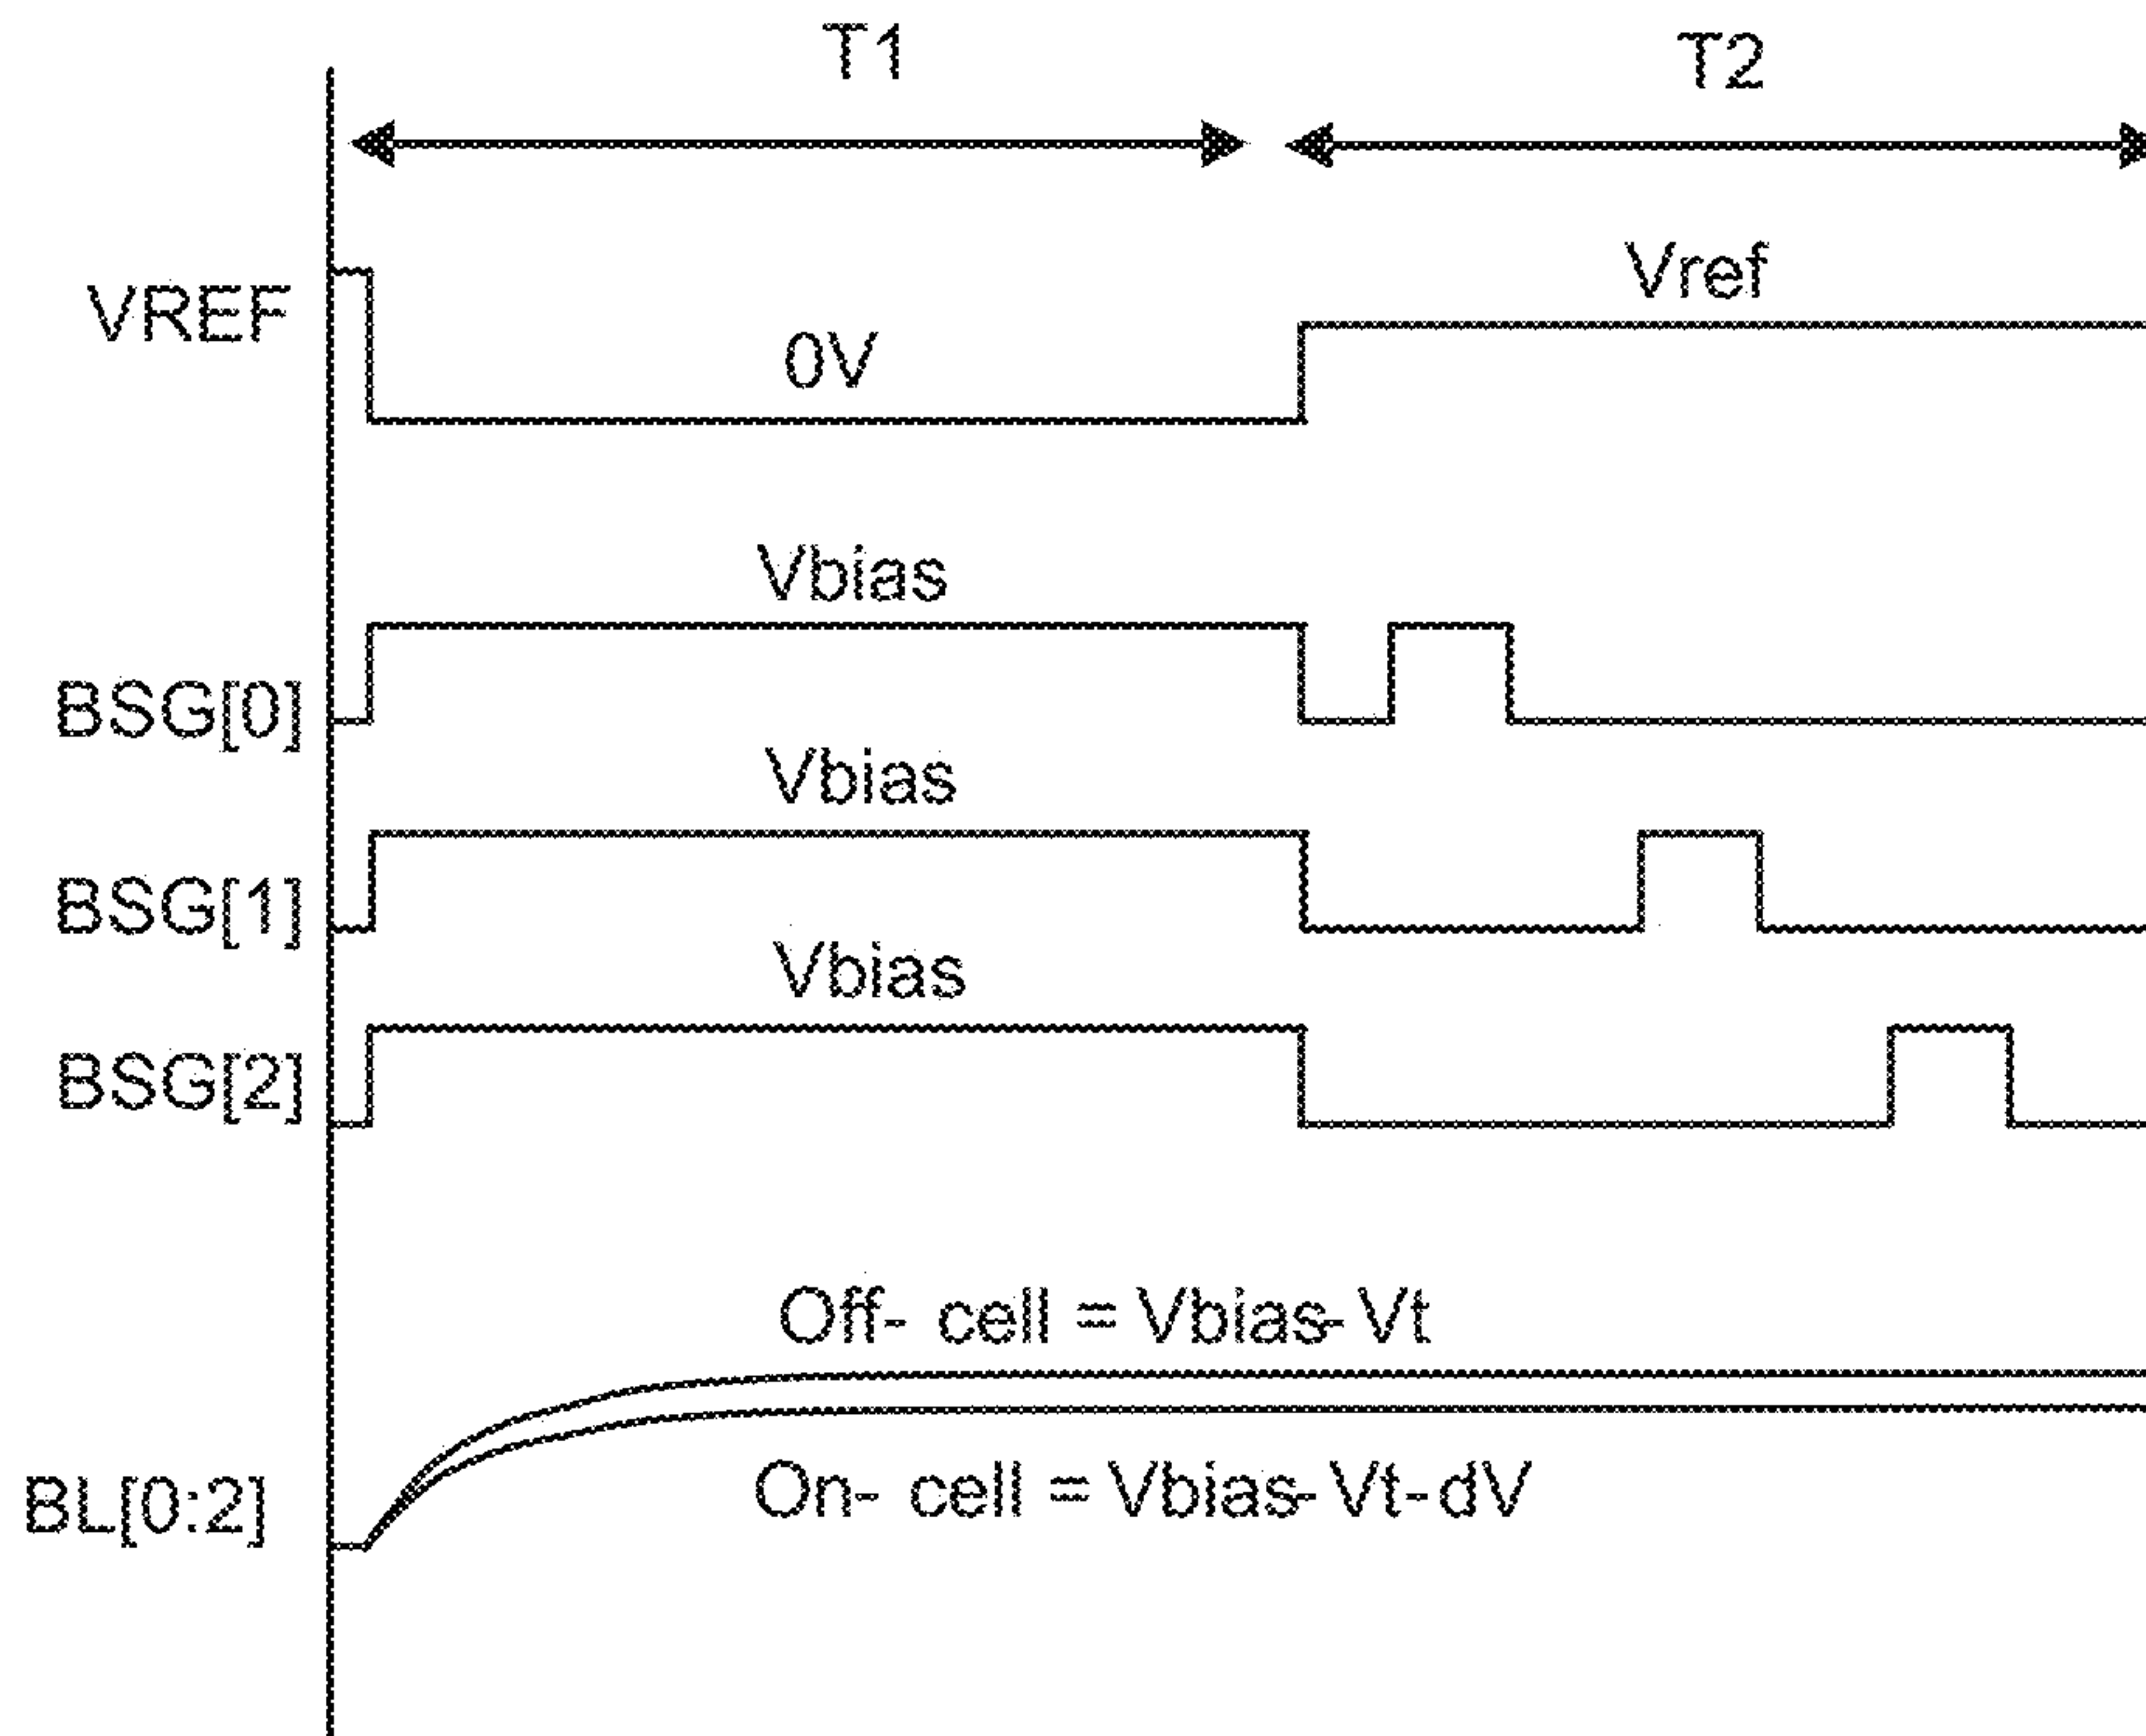 T1
T2
VREF
0V
Vref
BSG[0]
Vbias
BSG[1]
Vbias
BSG[2]
Vbias
Off- cell = Vbias- Vt
BL[0:2]
On- cell = Vbias- Vt-dV